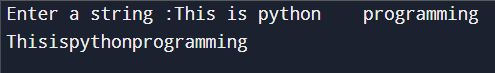 Enter a string :This is python    programming
Thisispythonprogramming